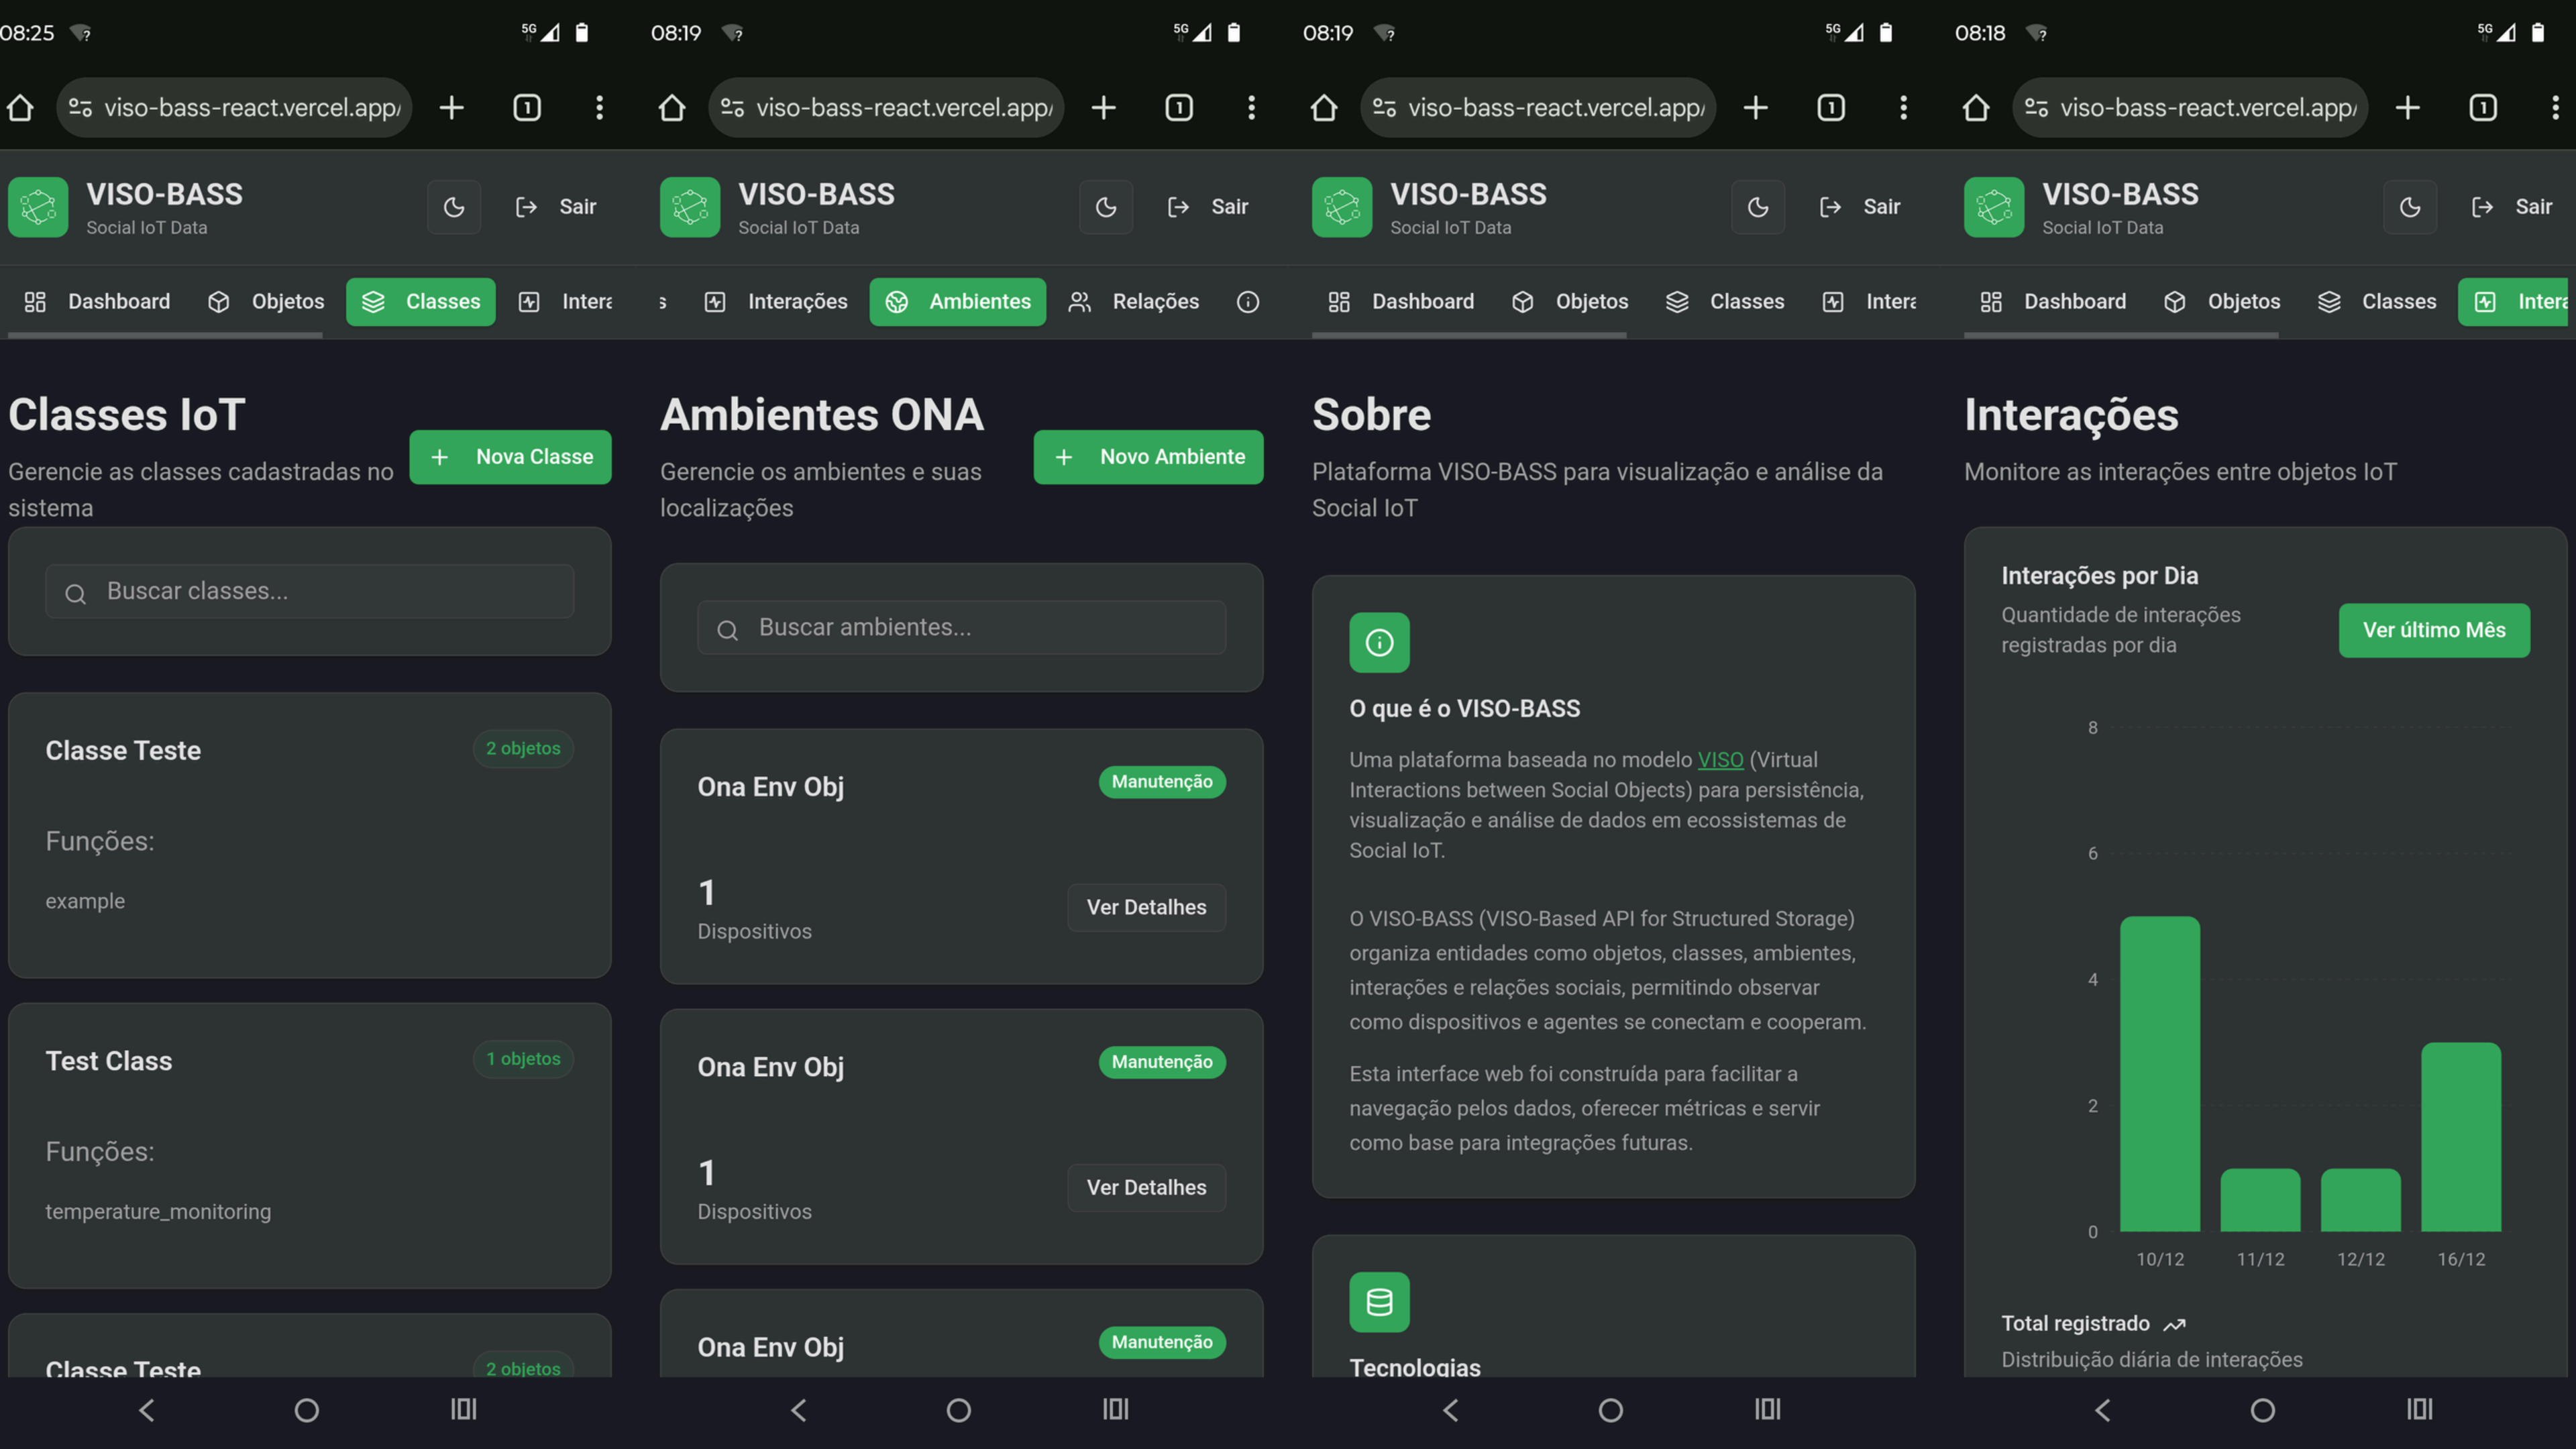 08:25
5G
viso-bass-react.vercel.app/
1
VISO-BASS
Social IoT Data
Sair
Dashboard Objetos Classes Intera
Classes IoT
Gerencie as classes cadastradas no
sistema
+ Nova Classe
Buscar classes...
Classe Teste
2 objetos
Funções:
example
Test Class
1 objetos
Funções:
temperature_monitoring
Classe Teste
2 objetos
08:19
5G
viso-bass-react.vercel.app/
1
VISO-BASS
Social IoT Data
Sair
s Interações Ambientes Relações
Ambientes ONA
Gerencie os ambientes e suas
localizações
+ Novo Ambiente
Buscar ambientes...
Ona Env Obj
Manutenção
1
Dispositivos
Ver Detalhes
Ona Env Obj
Manutenção
1
Dispositivos
Ver Detalhes
Ona Env Obj
Manutenção
08:19
5G
viso-bass-react.vercel.app/
1
VISO-BASS
Social IoT Data
Sair
Dashboard Objetos Classes Intera
Sobre
Plataforma VISO-BASS para visualização e análise da
Social IoT
O que é o VISO-BASS
Uma plataforma baseada no modelo VISO (Virtual
Interactions between Social Objects) para persistência,
visualização e análise de dados em ecossistemas de
Social IoT.
O VISO-BASS (VISO-Based API for Structured Storage)
organiza entidades como objetos, classes, ambientes,
interações e relações sociais, permitindo observar
como dispositivos e agentes se conectam e cooperam.
Esta interface web foi construída para facilitar a
navegação pelos dados, oferecer métricas e servir
como base para integrações futuras.
Tecnologias
08:18
5G
viso-bass-react.vercel.app/
1
VISO-BASS
Social IoT Data
Sair
Dashboard Objetos Classes Intera
Interações
Monitore as interações entre objetos IoT
Interações por Dia
Quantidade de interações
registradas por dia
Ver último Mês
8
6
4
2
0
10/12 11/12 12/12 16/12
Total registrado
Distribuição diária de interações